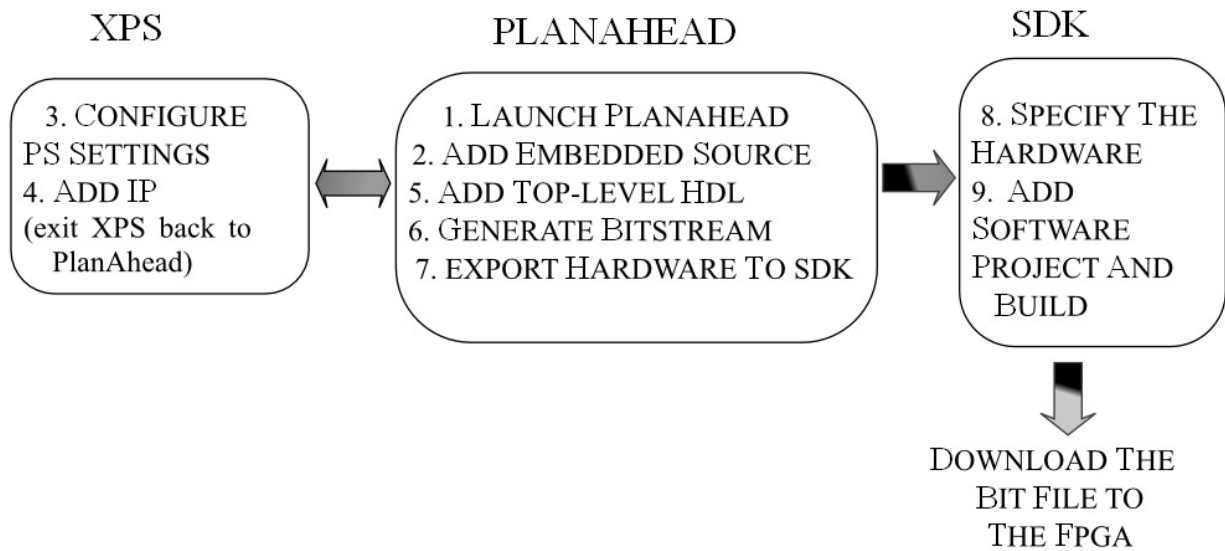 XPS
PLANAHEAD
SDK
3. CONFIGURE
PS SETTINGS
4. ADD IP
(exit XPS back to
PlanAhead)
1. LAUNCH PLANAHEAD
2. ADD EMBEDDED SOURCE
5. ADD TOP-LEVEL HDL
6. GENERATE BITSTREAM
7. EXPORT HARDWARE TO SDK
8. SPECIFY THE
HARDWARE
9. ADD
SOFTWARE
PROJECT AND
BUILD
DOWNLOAD THE
BIT FILE TO
THE FPGA